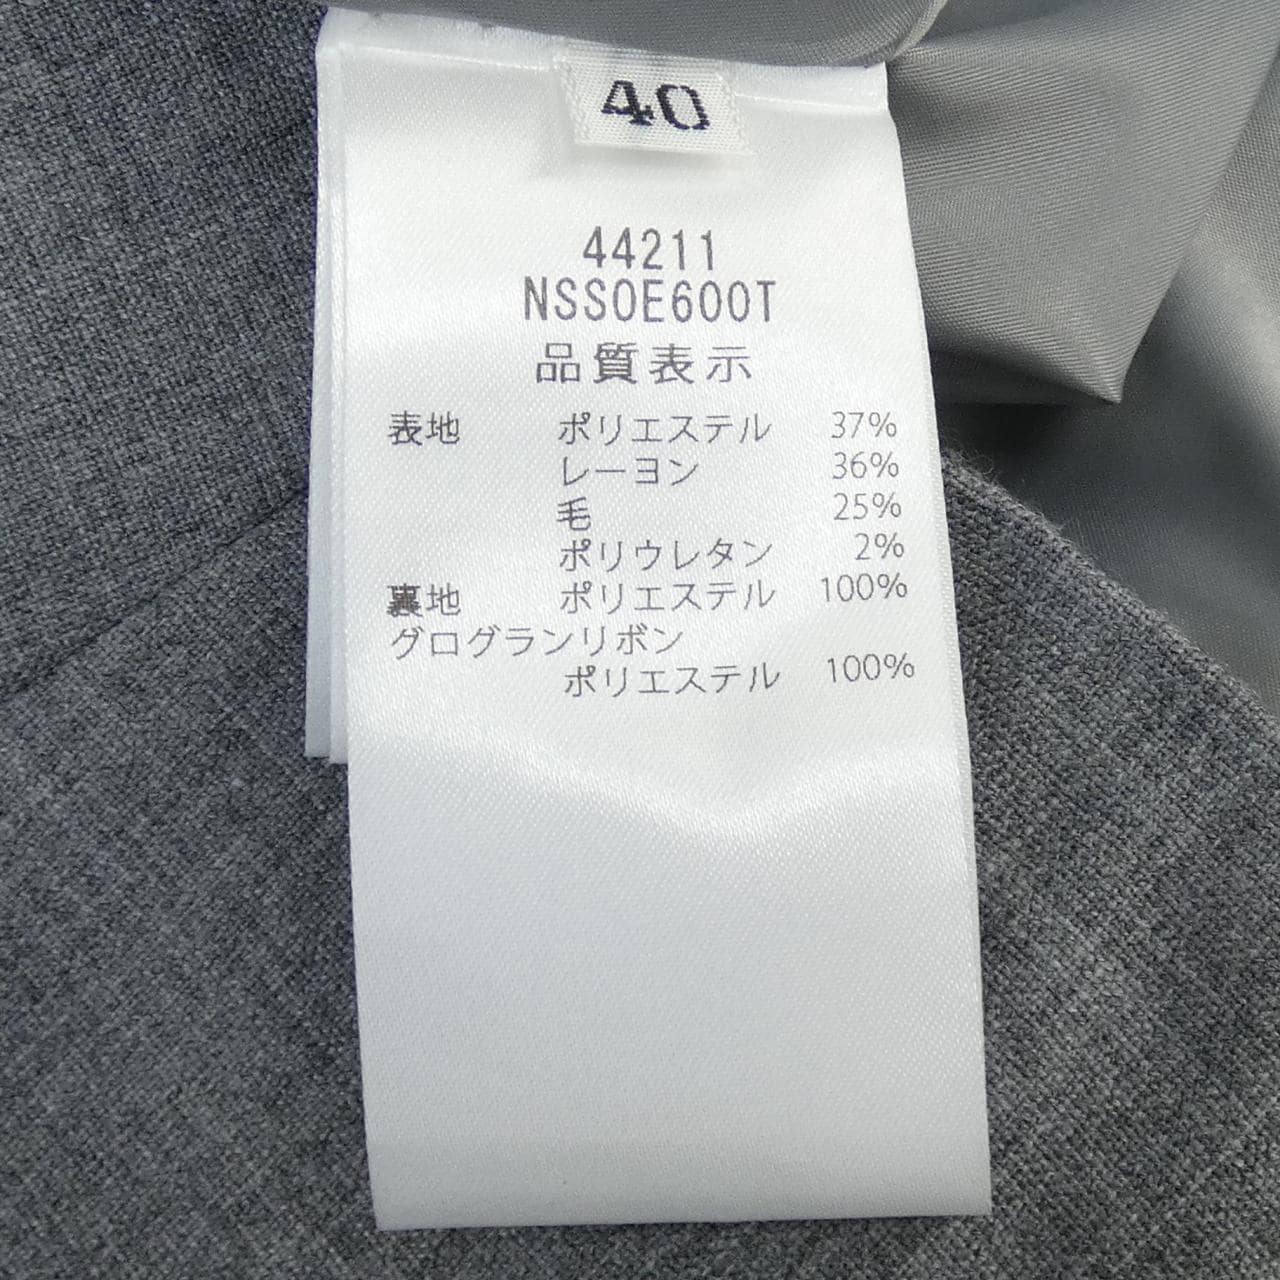 40
44211
NSSOE600T
品質表示
表地 ポリエステル 37%
レーヨン 36%
毛 25%
ポリウレタン 2%
裏地 ポリエステル 100%
グログランリボン
ポリエステル 100%